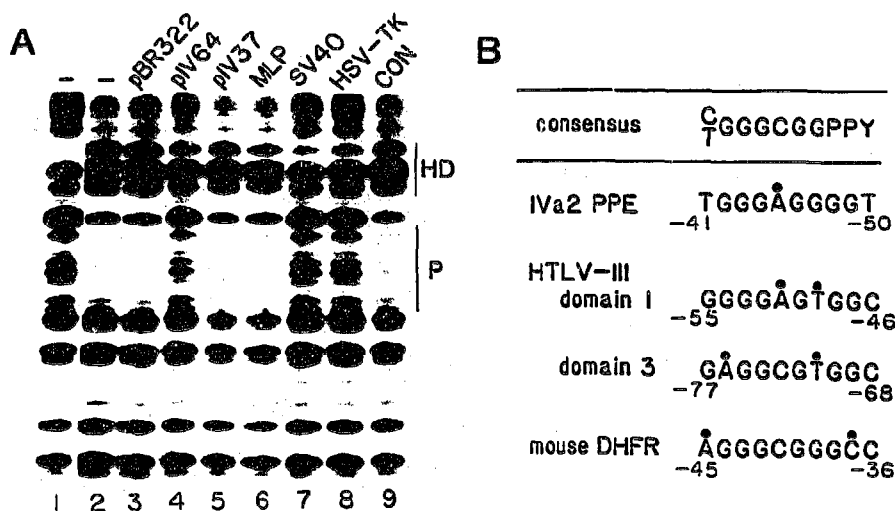 A
– – pBR322 pIV64 pIV37 MLP SV40 HSV-TK CON
HD
P
1 2 3 4 5 6 7 8 9
B
consensus C/T GGGCGGPPY
IVa2 PPE TGGGAGGGGT
-41 -50
HTLV-III
domain 1 GGGGAGTGGC
-55 -46
domain 3 GAGGCGTGGC
-77 -68
mouse DHFR AGGGCGGGCC
-45 -36